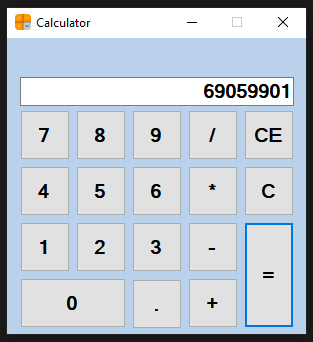 Calculator
69059901
7 8 9 / CE
4 5 6 * C
1 2 3 - =
0 . +